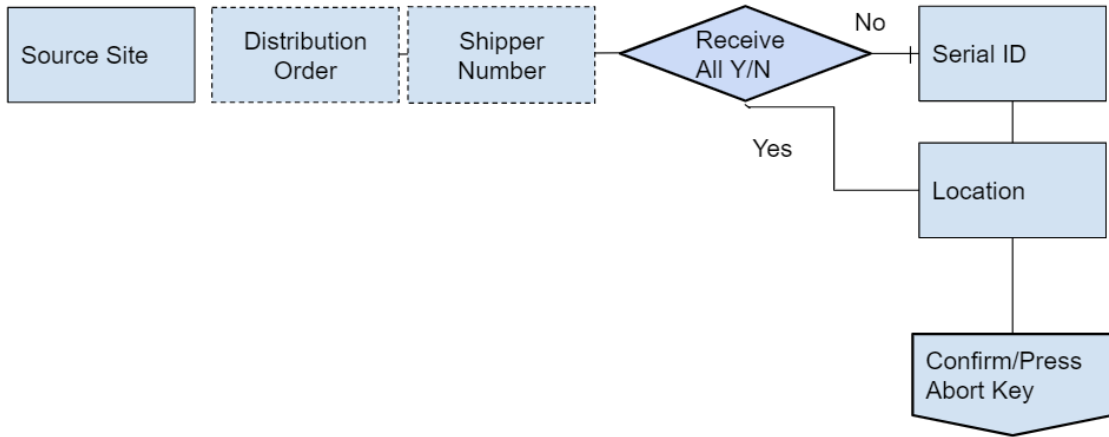 Source Site
Distribution
Order
Shipper
Number
Receive
All Y/N
No
Serial ID
Yes
Location
Confirm/Press
Abort Key